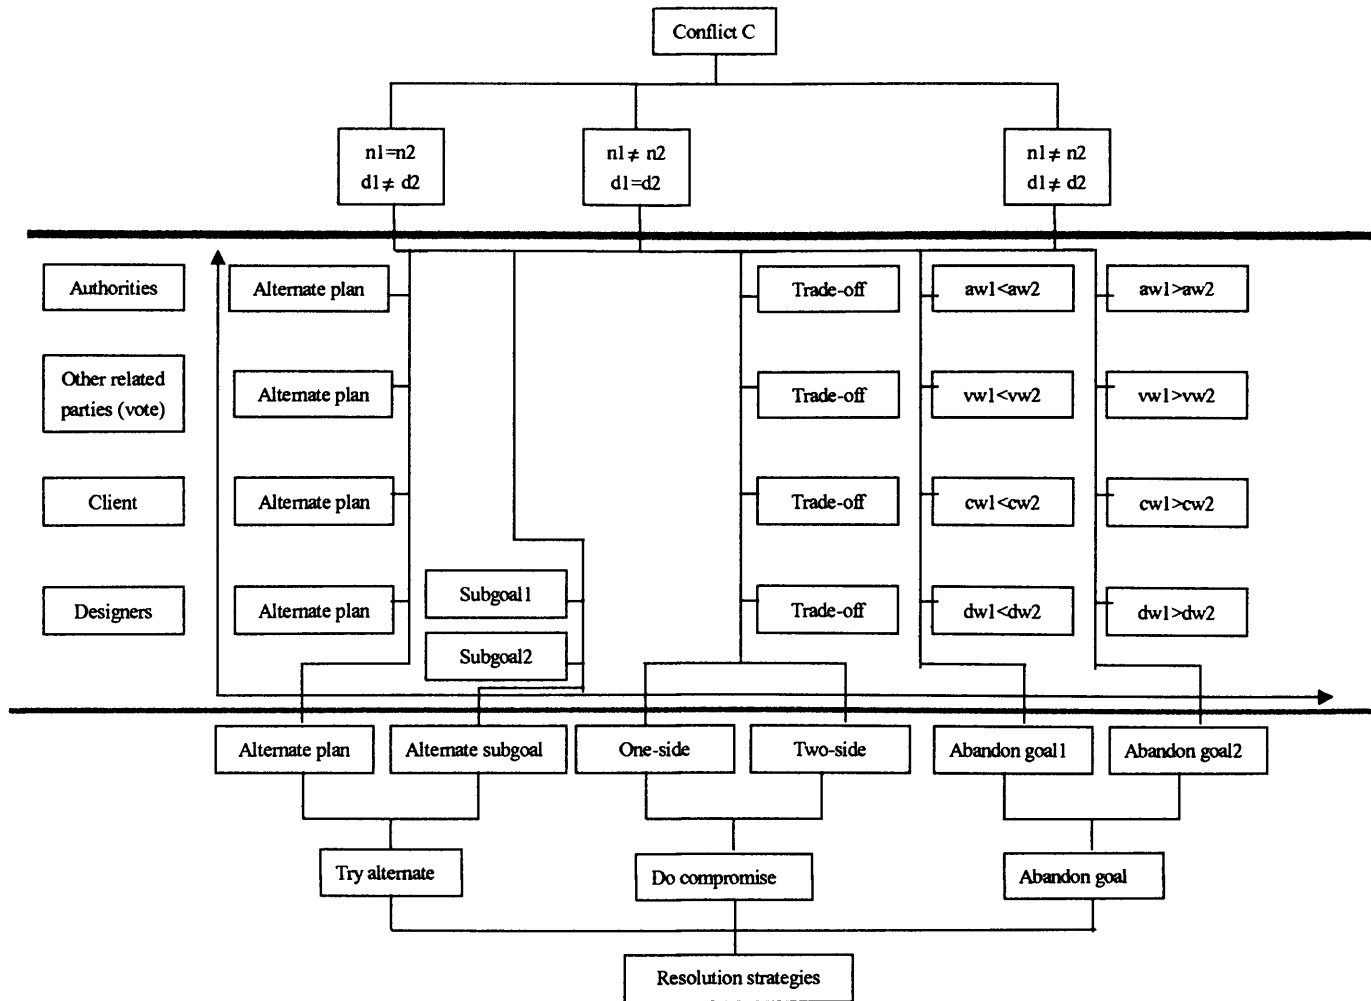 Conflict C
n1=n2
d1≠ d2
n1≠ n2
d1=d2
n1≠ n2
d1≠ d2
Authorities
Alternate plan
Trade-off
aw1<aw2
aw1>aw2
Other related
parties (vote)
Alternate plan
Trade-off
vw1<vw2
vw1>vw2
Client
Alternate plan
Trade-off
cw1<cw2
cw1>cw2
Designers
Alternate plan
Subgoal1
Trade-off
dw1<dw2
dw1>dw2
Subgoal2
Alternate plan
Alternate subgoal
One-side
Two-side
Abandon goal1
Abandon goal2
Try alternate
Do compromise
Abandon goal
Resolution strategies